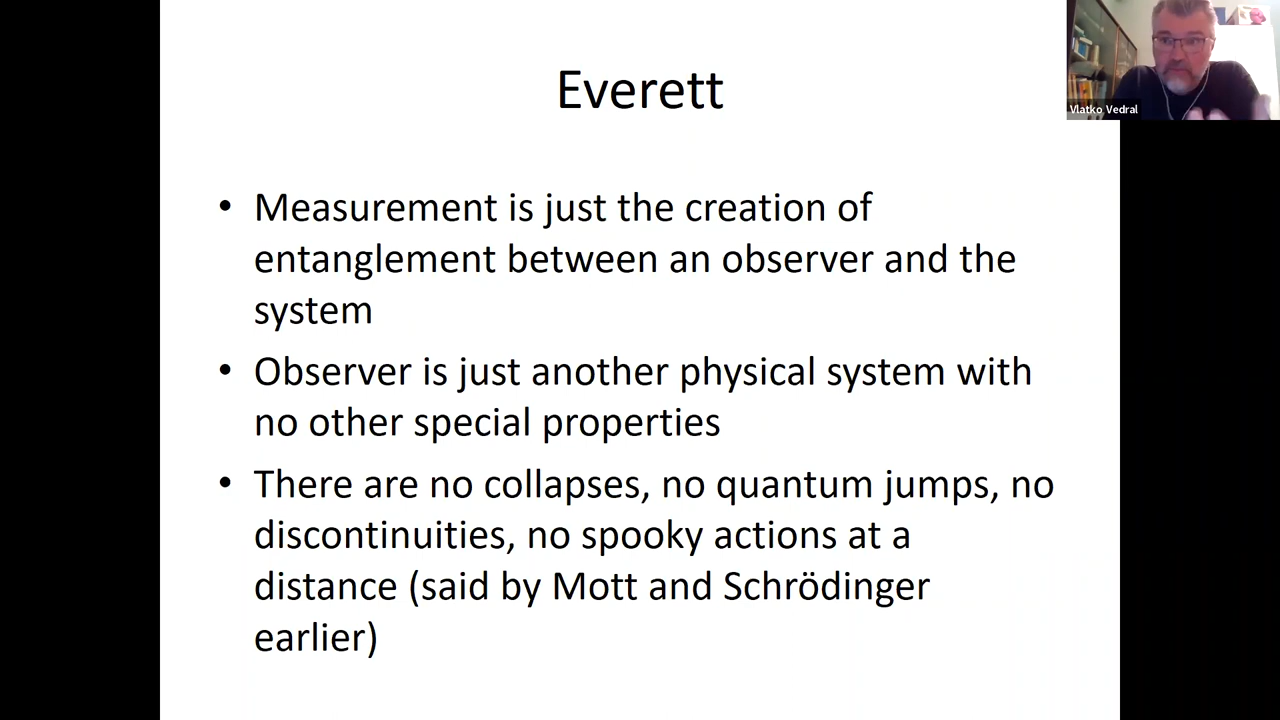 Everett
Vlatko Vedral
• Measurement is just the creation of
entanglement between an observer and the
system
• Observer is just another physical system with
no other special properties
• There are no collapses, no quantum jumps, no
discontinuities, no spooky actions at a
distance (said by Mott and Schrödinger
earlier)